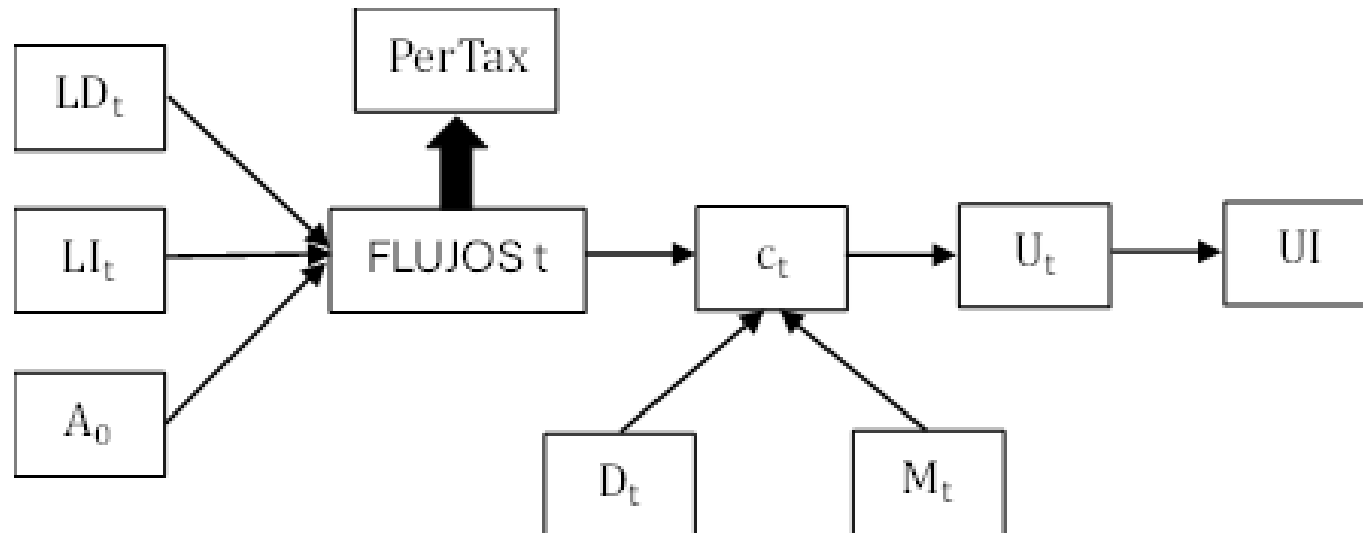 PerTax
LDₜ
LIₜ
FLUJOS t
cₜ
Uₜ
UI
A₀
Dₜ
Mₜ